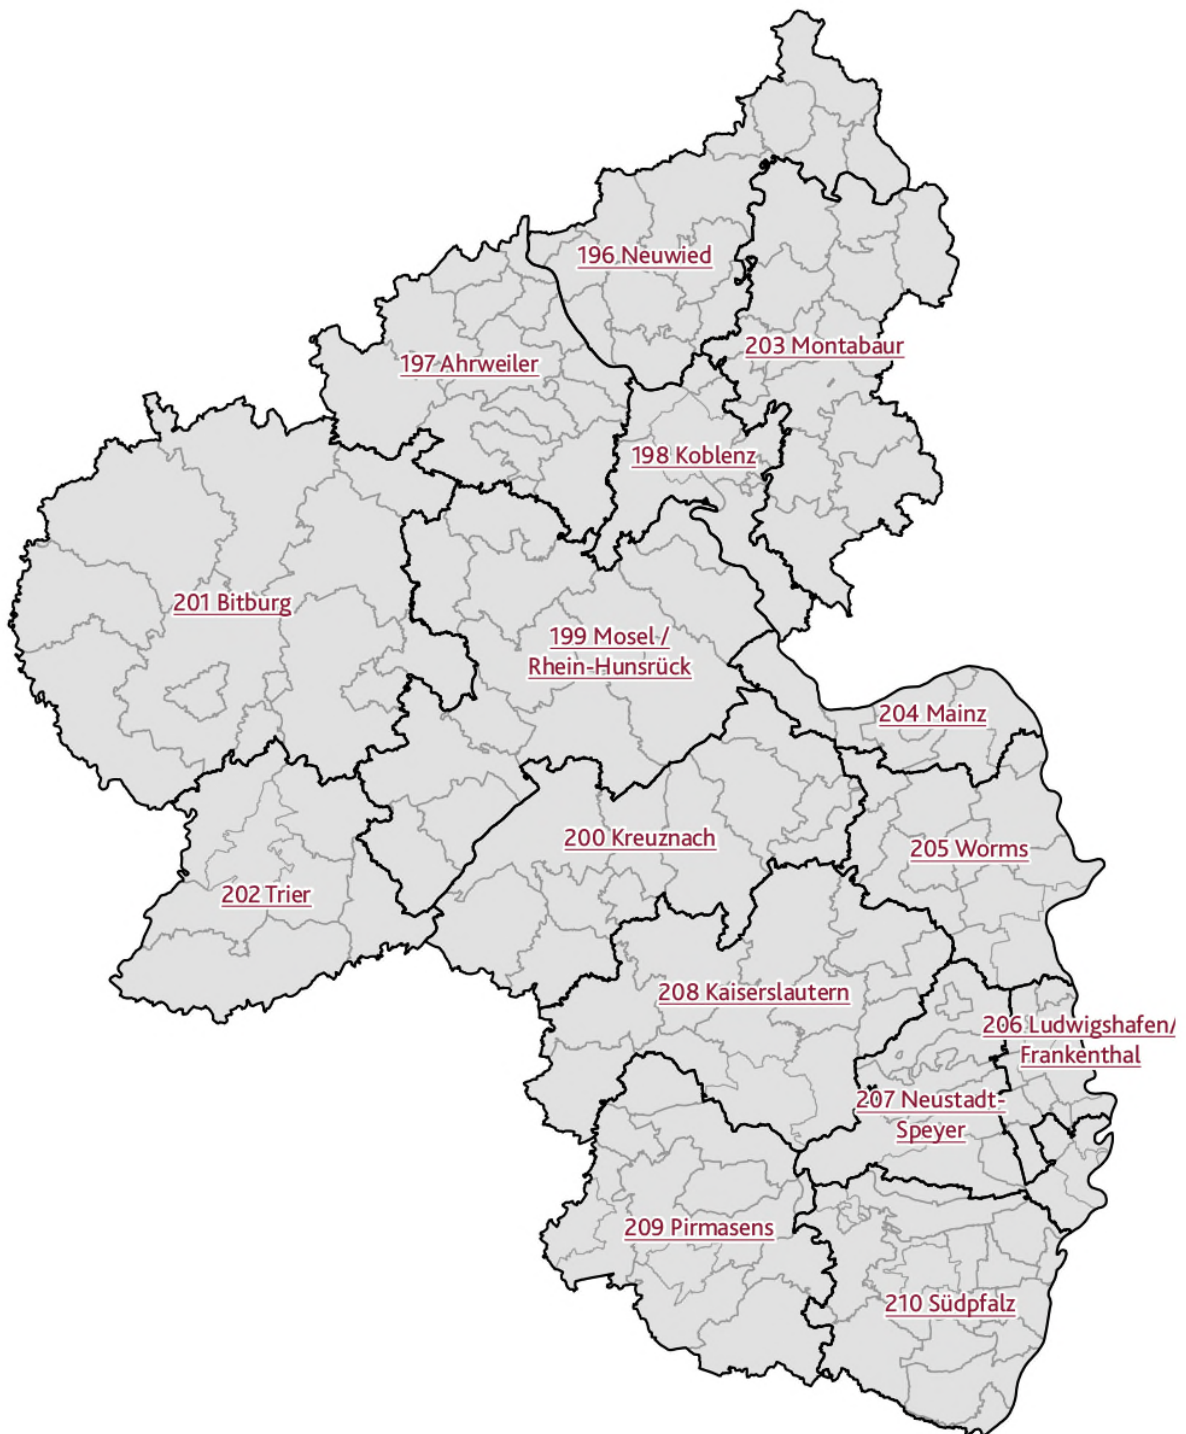 196 Neuwied
203 Montabaur
197 Ahrweiler
198 Koblenz
201 Bitburg
199 Mosel /
Rhein-Hunsrück
204 Mainz
200 Kreuznach
205 Worms
202 Trier
208 Kaiserslautern
206 Ludwigshafen/
Frankenthal
207 Neustadt-
Speyer
209 Pirmasens
210 Südpfalz